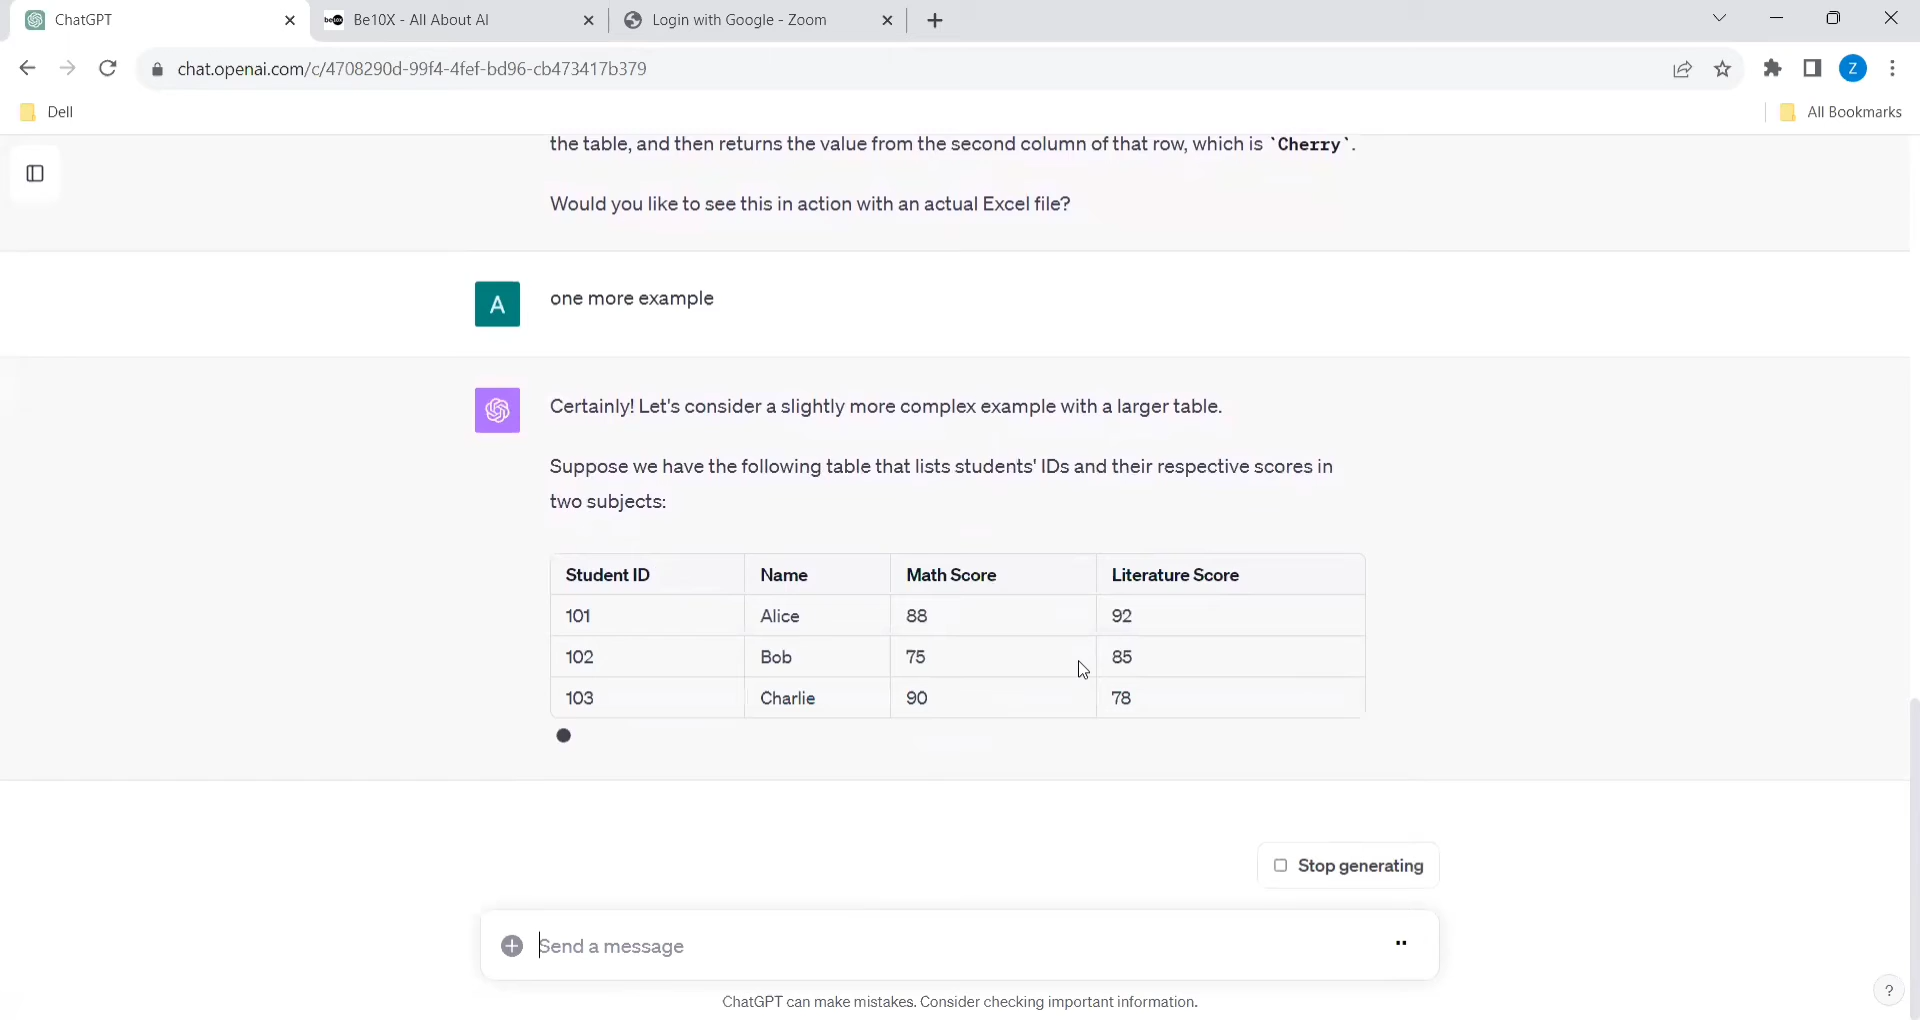 ChatGPT
Be10X - All About AI
Login with Google - Zoom
chat.openai.com/c/4708290d-99f4-4fef-bd96-cb473417b379
Z
Dell
All Bookmarks
the table, and then returns the value from the second column of that row, which is `Cherry`.
Would you like to see this in action with an actual Excel file?
A
one more example
Certainly! Let's consider a slightly more complex example with a larger table.
Suppose we have the following table that lists students' IDs and their respective scores in
two subjects:
Student ID Name Math Score Literature Score
101 Alice 88 92
102 Bob 75 85
103 Charlie 90 78
Stop generating
Send a message
ChatGPT can make mistakes. Consider checking important information.
?